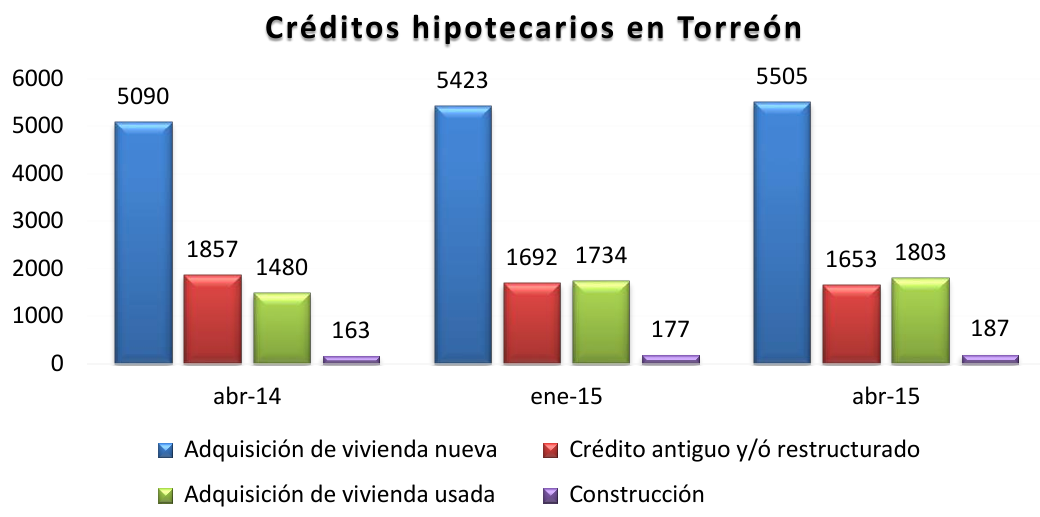 Créditos hipotecarios en Torreón
6000
5000
4000
3000
2000
1000
0
5090
1857
1480
163
5423
1692
1734
177
5505
1653
1803
187
abr-14
ene-15
abr-15
Adquisición de vivienda nueva
Crédito antiguo y/ó restructurado
Adquisición de vivienda usada
Construcción